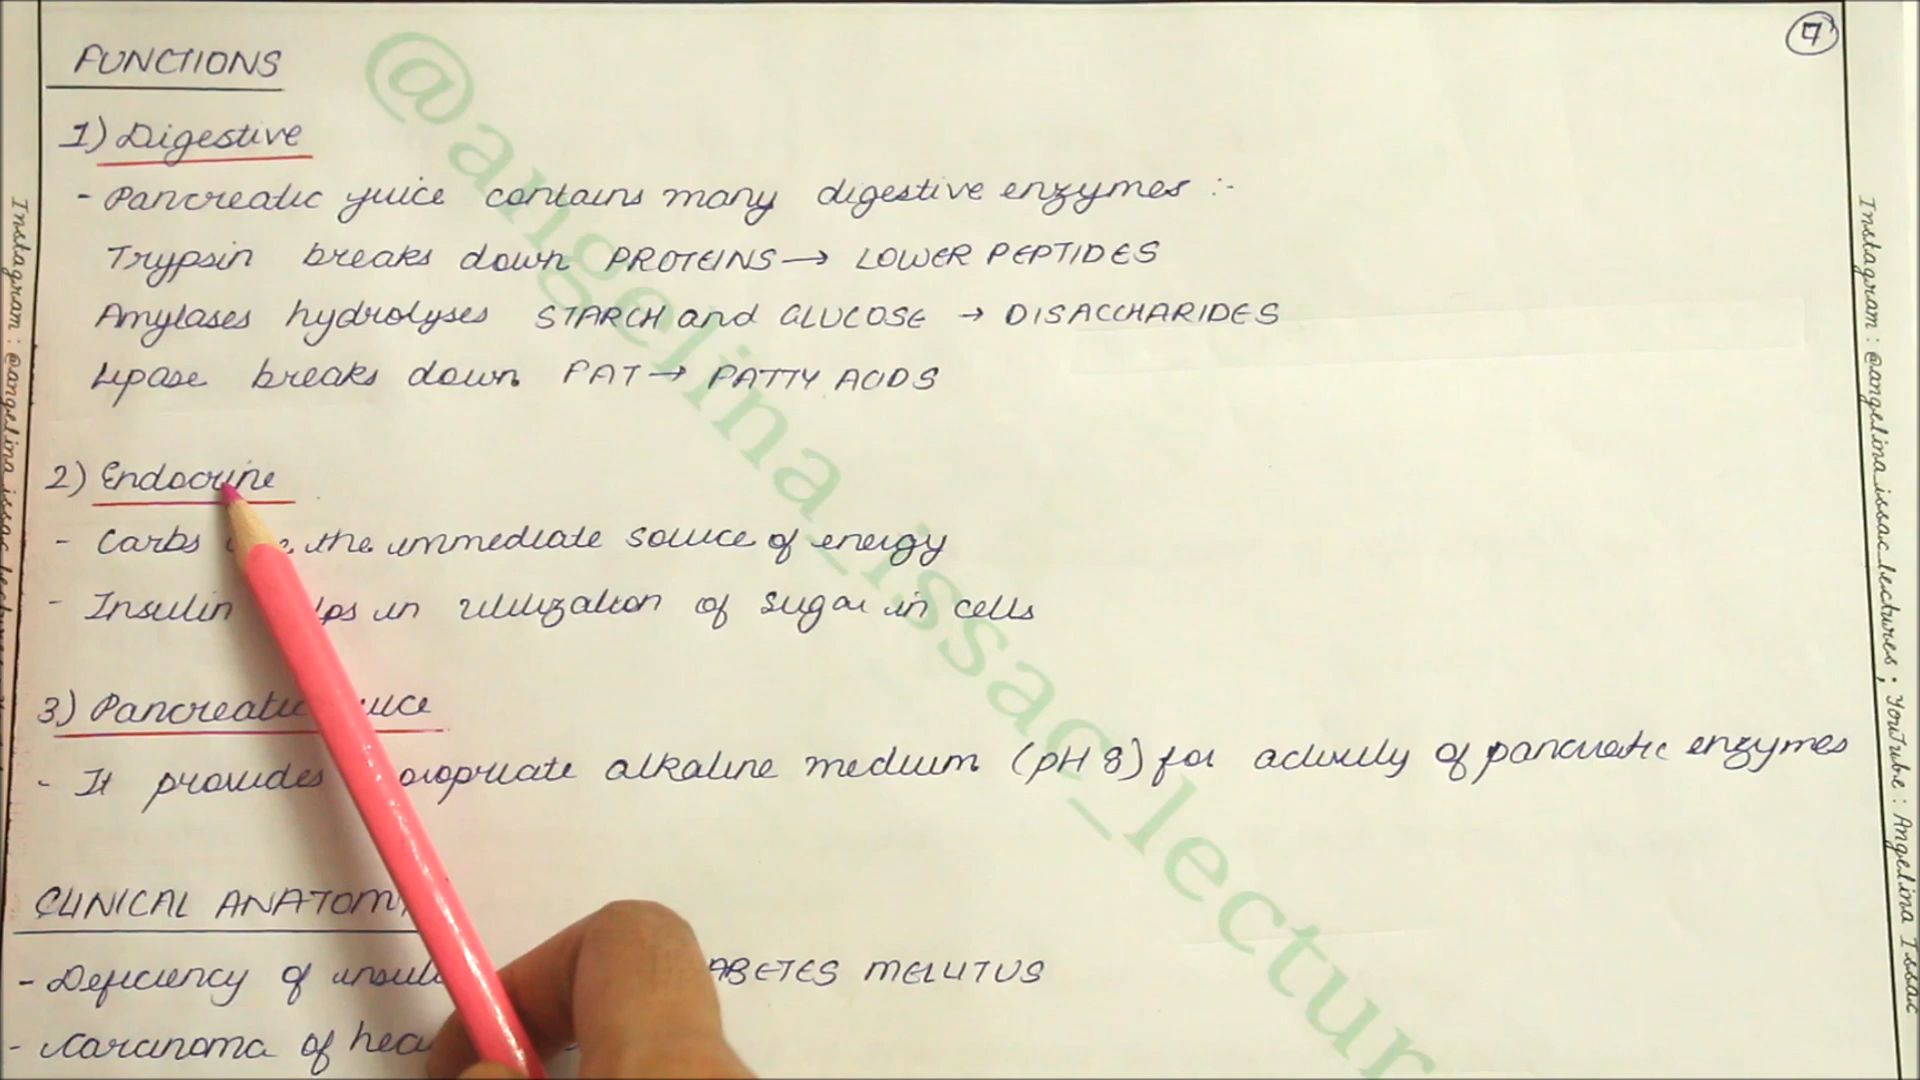 7
FUNCTIONS
1) Digestive
- Pancreatic juice contains many digestive enzymes :-
Trypsin breaks down PROTEINS → LOWER PEPTIDES
Amylases hydrolyses STARCH and GLUCOSE → DISACCHARIDES
Lipase breaks down FAT → FATTY ACIDS
2) Endocrine
- Carbs the immediate source of energy
- Insulin in utilization of sugar in cells
3) Pancreatic
- It provides alkaline medium (pH 8) for activity of pancreatic enzymes
CLINICAL ANATOM
- Deficiency of MELLITUS
- Carcinoma of
@angelina_issac_lectur
Instagram : @angelina_issac_lectures
Instagram : @angelina_issac_lectures ; YouTube : Angelina Issac